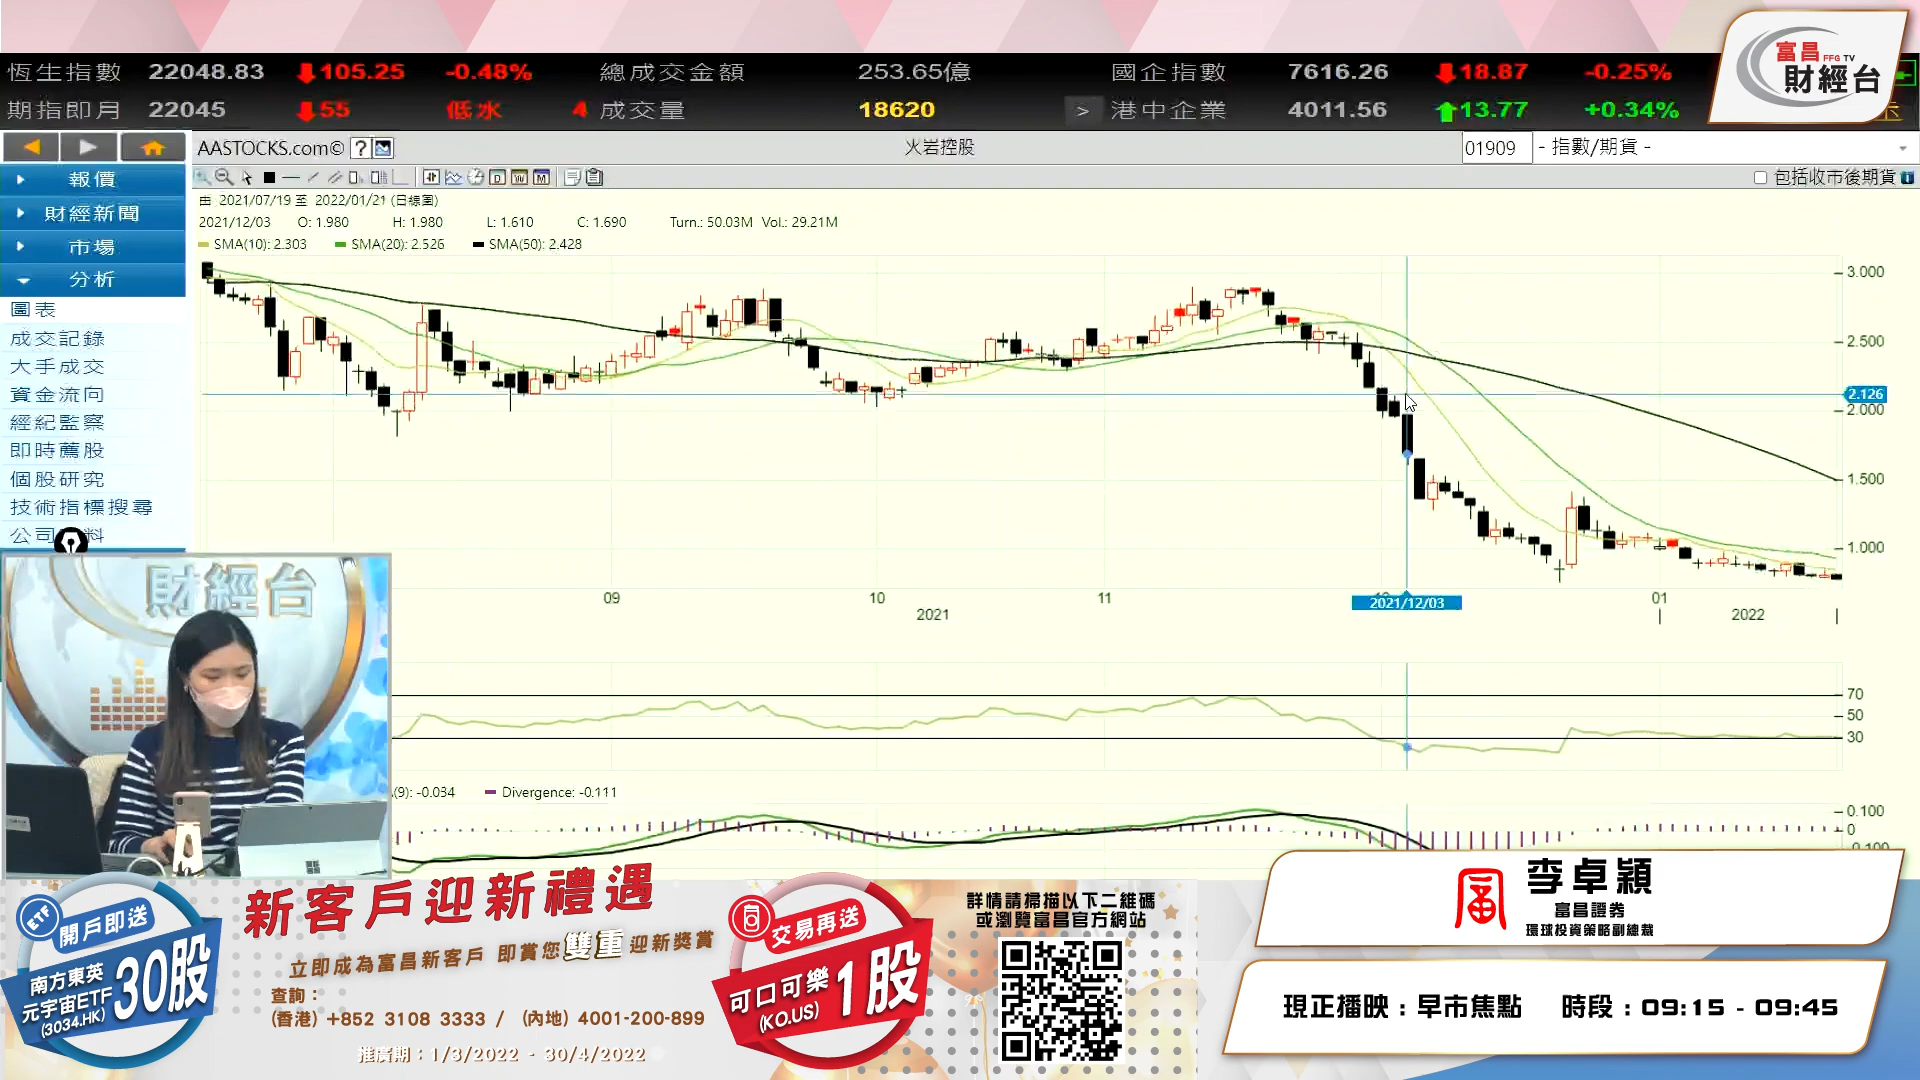 恆生指數 22048.83 105.25 -0.48% 總成交金額 253.65億 國企指數 7616.26 18.87 -0.25%
期指即月 22045 55 低水 4 成交量 18620 > 港中企業 4011.56 13.77 +0.34%
富昌 FFG TV
財經台
AASTOCKS.com© ? 火岩控股 01909 - 指數/期貨 -
包括收市後期貨
報價
財經新聞
市場
分析
圖表
成交記錄
大手成交
資金流向
經紀監察
即時薦股
個股研究
技術指標搜尋
公司 料
由 2021/07/19 至 2022/01/21 (日線圖)
2021/12/03 O: 1.980 H: 1.980 L: 1.610 C: 1.690 Turn.: 50.03M Vol.: 29.21M
SMA(10): 2.303 SMA(20): 2.526 SMA(50): 2.428
D W M
3.000
2.500
2.126
2.000
1.500
1.000
09 10 11 2021/12/03 01
2021 2022
70
50
30
(9): -0.034 Divergence: -0.111
0.100
0
-0.100
財經台
ETF 開戶即送
南方東英
元宇宙ETF
(3034.HK)
30股
新客戶迎新禮遇
立即成為富昌新客戶 即賞您雙重迎新獎賞
查詢：
(香港) +852 3108 3333 / (內地) 4001-200-899
推廣期：1/3/2022 - 30/4/2022
交易再送
可口可樂
(KO.US)
1股
詳情請掃描以下二維碼
或瀏覽富昌官方網站
李卓穎
富昌證券
環球投資策略副總裁
現正播映：早市焦點 時段：09:15 - 09:45